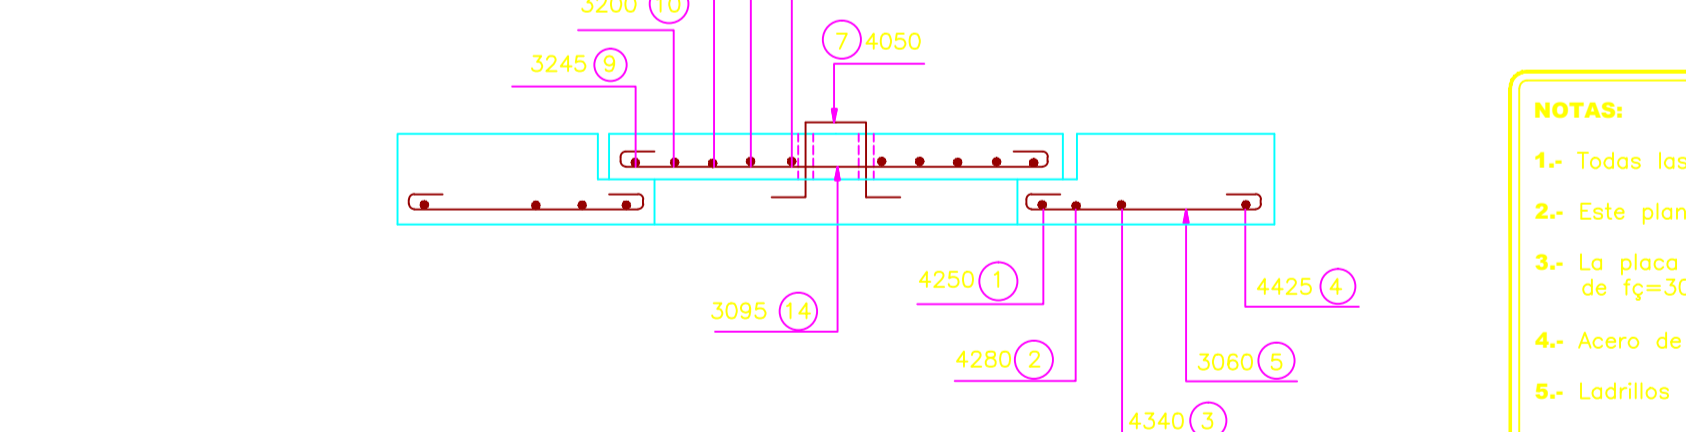 3200 10
7 4050
3245 9
4250 1
4425 4
3095 14
4280 2
3060 5
4340 3
NOTAS:
1.- Todas las
2.- Este plan
3.- La placa
de fç=30
4.- Acero de
5.- Ladrillos